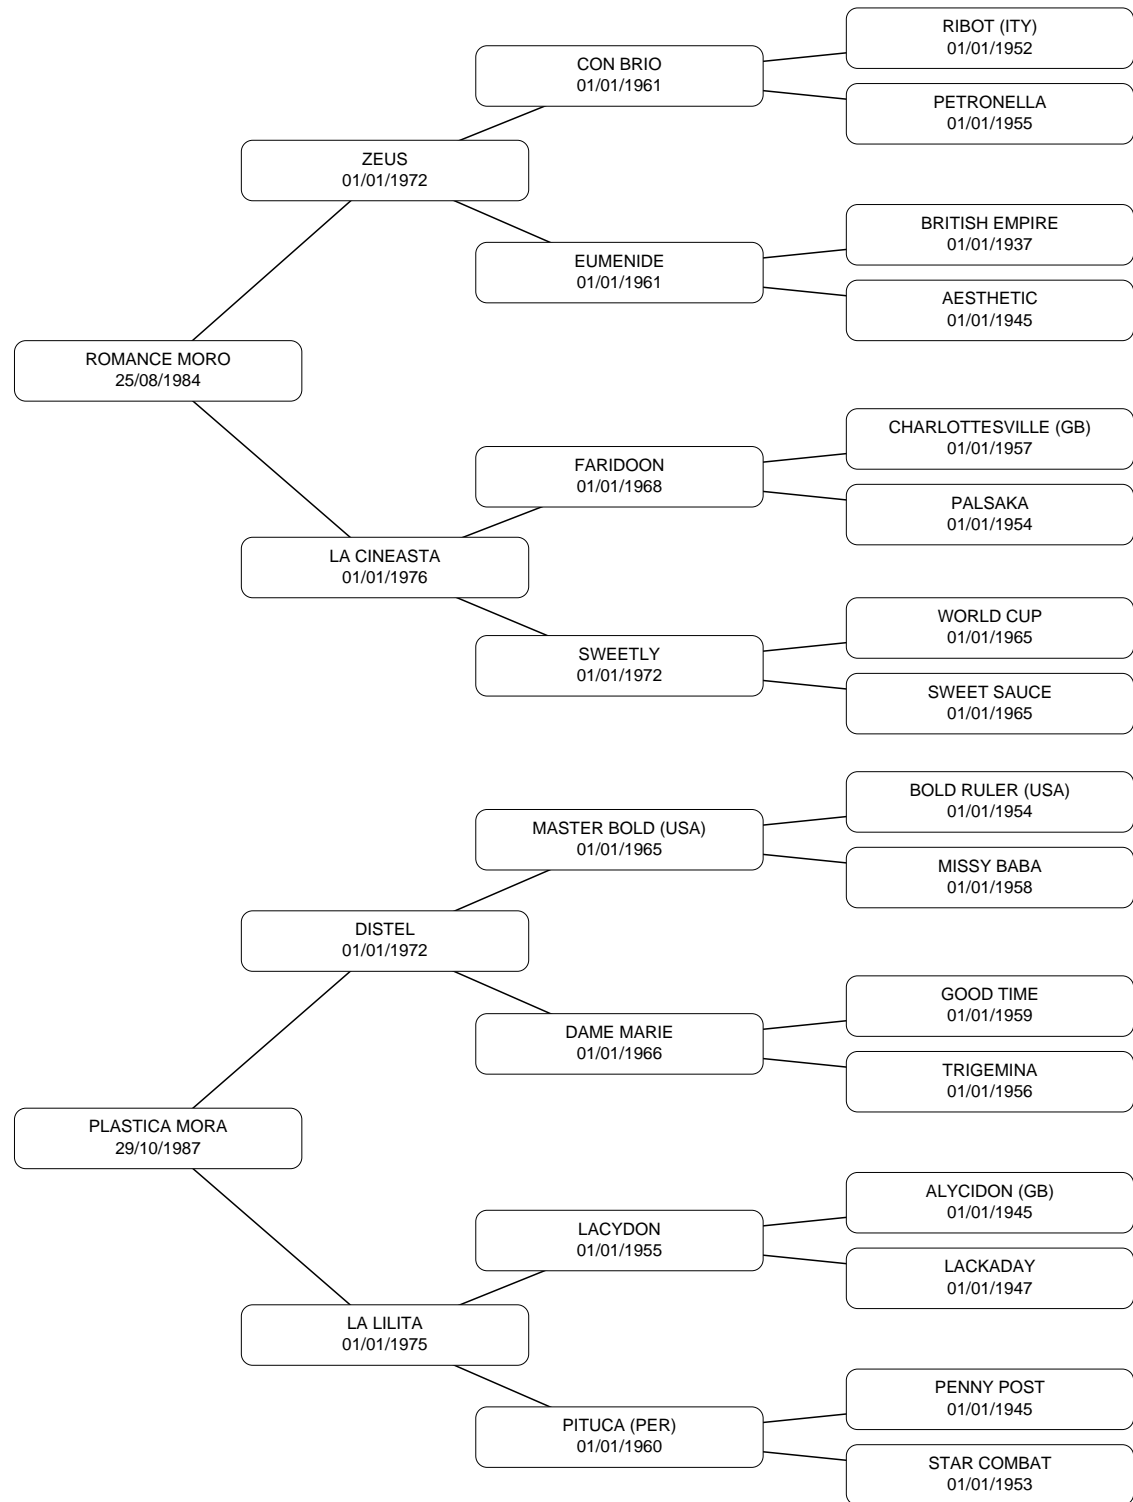 RIBOT (ITY)
01/01/1952
CON BRIO
01/01/1961
PETRONELLA
01/01/1955
ZEUS
01/01/1972
BRITISH EMPIRE
01/01/1937
EUMENIDE
01/01/1961
AESTHETIC
01/01/1945
ROMANCE MORO
25/08/1984
CHARLOTTESVILLE (GB)
01/01/1957
FARIDOON
01/01/1968
PALSAKA
01/01/1954
LA CINEASTA
01/01/1976
WORLD CUP
01/01/1965
SWEETLY
01/01/1972
SWEET SAUCE
01/01/1965
BOLD RULER (USA)
01/01/1954
MASTER BOLD (USA)
01/01/1965
MISSY BABA
01/01/1958
DISTEL
01/01/1972
GOOD TIME
01/01/1959
DAME MARIE
01/01/1966
TRIGEMINA
01/01/1956
PLASTICA MORA
29/10/1987
ALYCIDON (GB)
01/01/1945
LACYDON
01/01/1955
LACKADAY
01/01/1947
LA LILITA
01/01/1975
PENNY POST
01/01/1945
PITUCA (PER)
01/01/1960
STAR COMBAT
01/01/1953